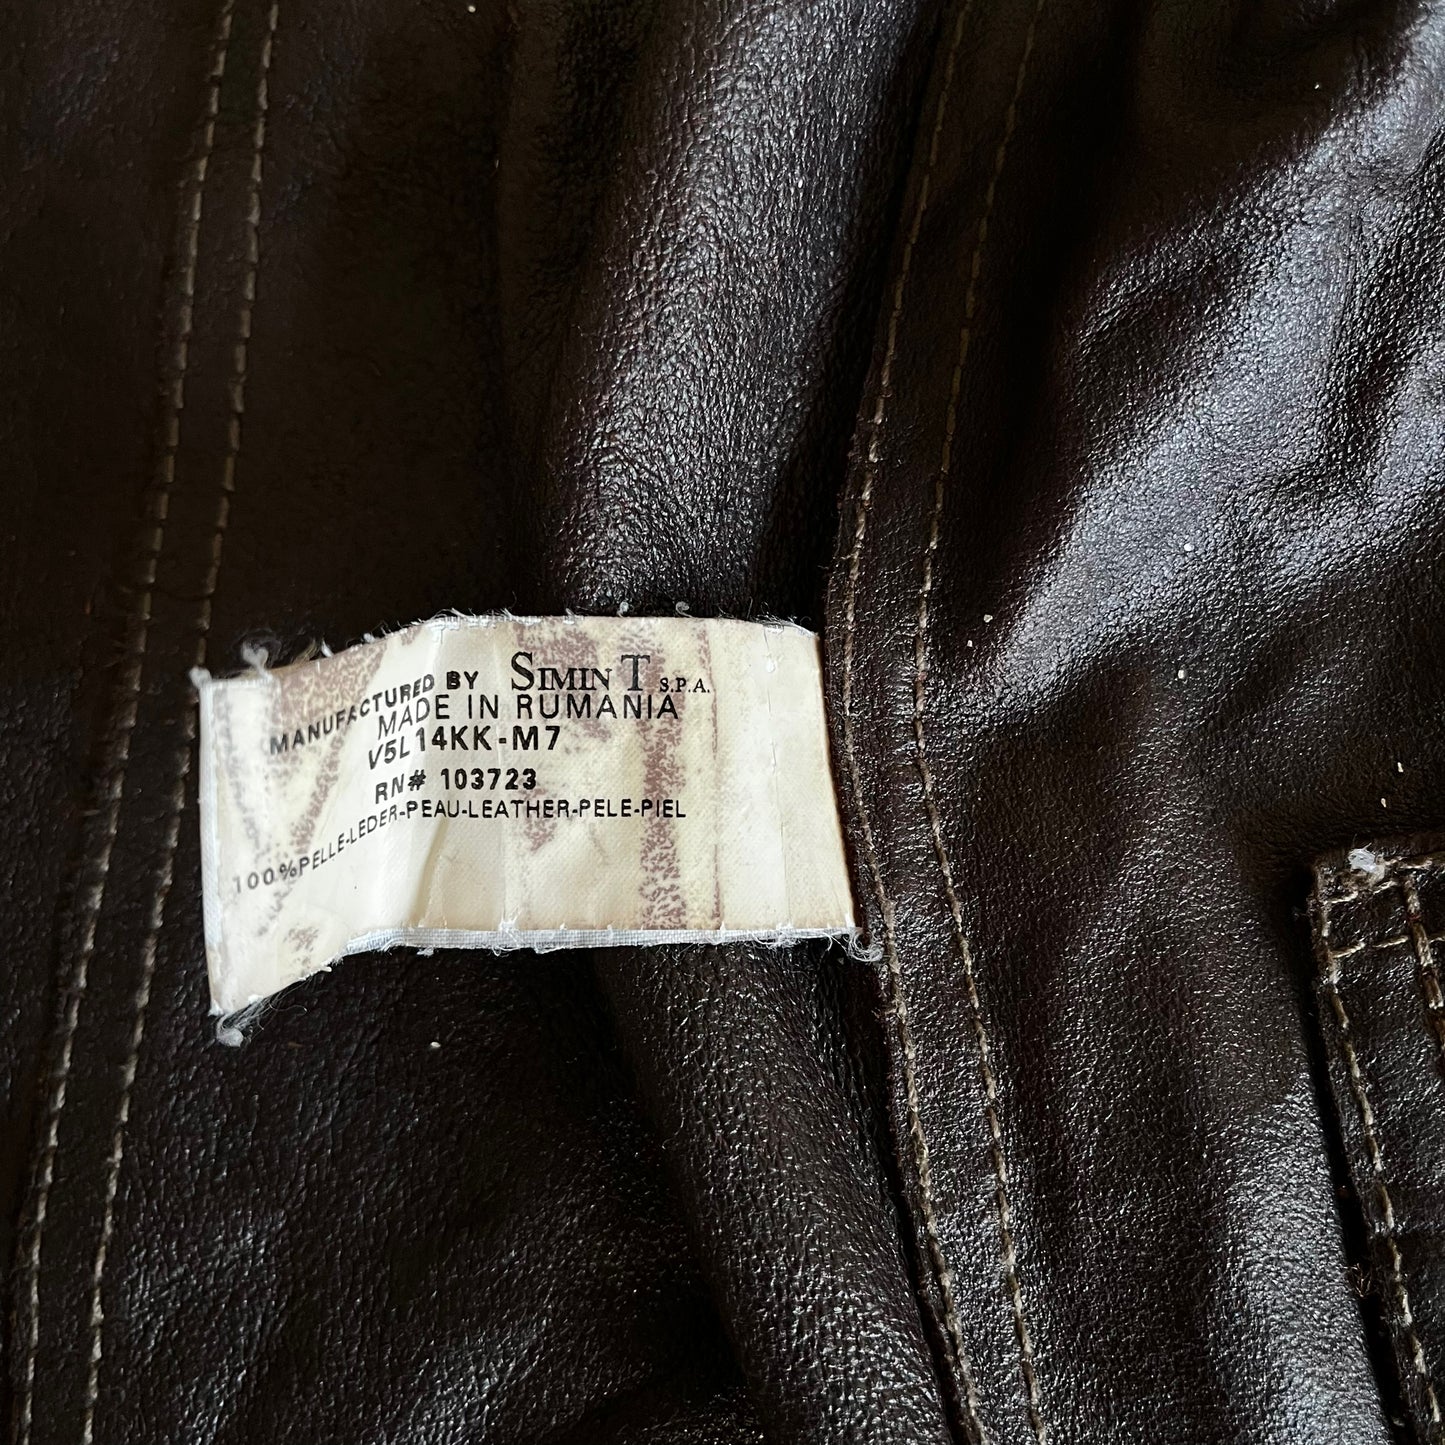 MANUFACTURED BY SIMIN T S.P.A.
MADE IN RUMANIA
V5L14KK-M7
RN# 103723
100%PELLE-LEDER-PEAU-LEATHER-PELE-PIEL